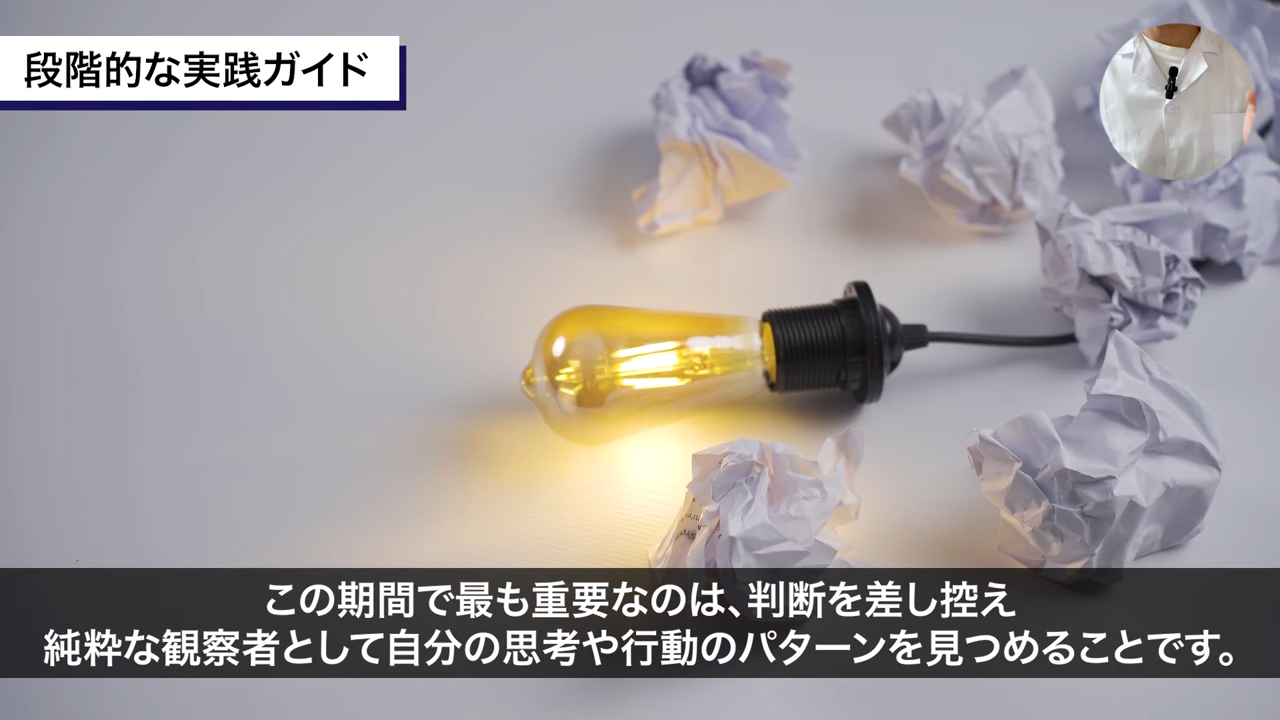 段階的な実践ガイド
この期間で最も重要なのは、判断を差し控え
純粋な観察者として自分の思考や行動のパターンを見つめることです。